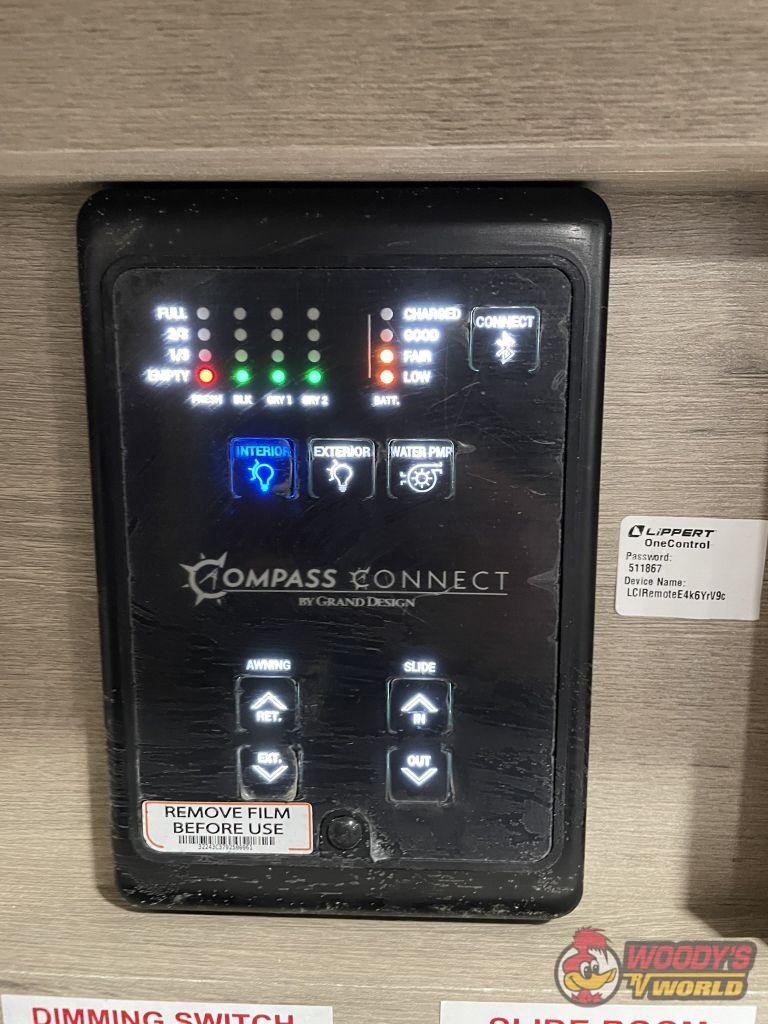 FULL
2/3
1/3
EMPTY
FRESH BLK GRY 1 GRY 2
CHARGED
GOOD
FAIR
LOW
BATT.
CONNECT
INTERIOR EXTERIOR WATER PMP
COMPASS CONNECT
BY GRAND DESIGN
AWNING SLIDE
RET. IN
EXT. OUT
REMOVE FILM
BEFORE USE
LIPPERT
OneControl
Password:
511867
Device Name:
LCIRemoteE4k6YrV9c
WOODY'S
RV WORLD
DIMMING SWITCH
SLIDE ROOM